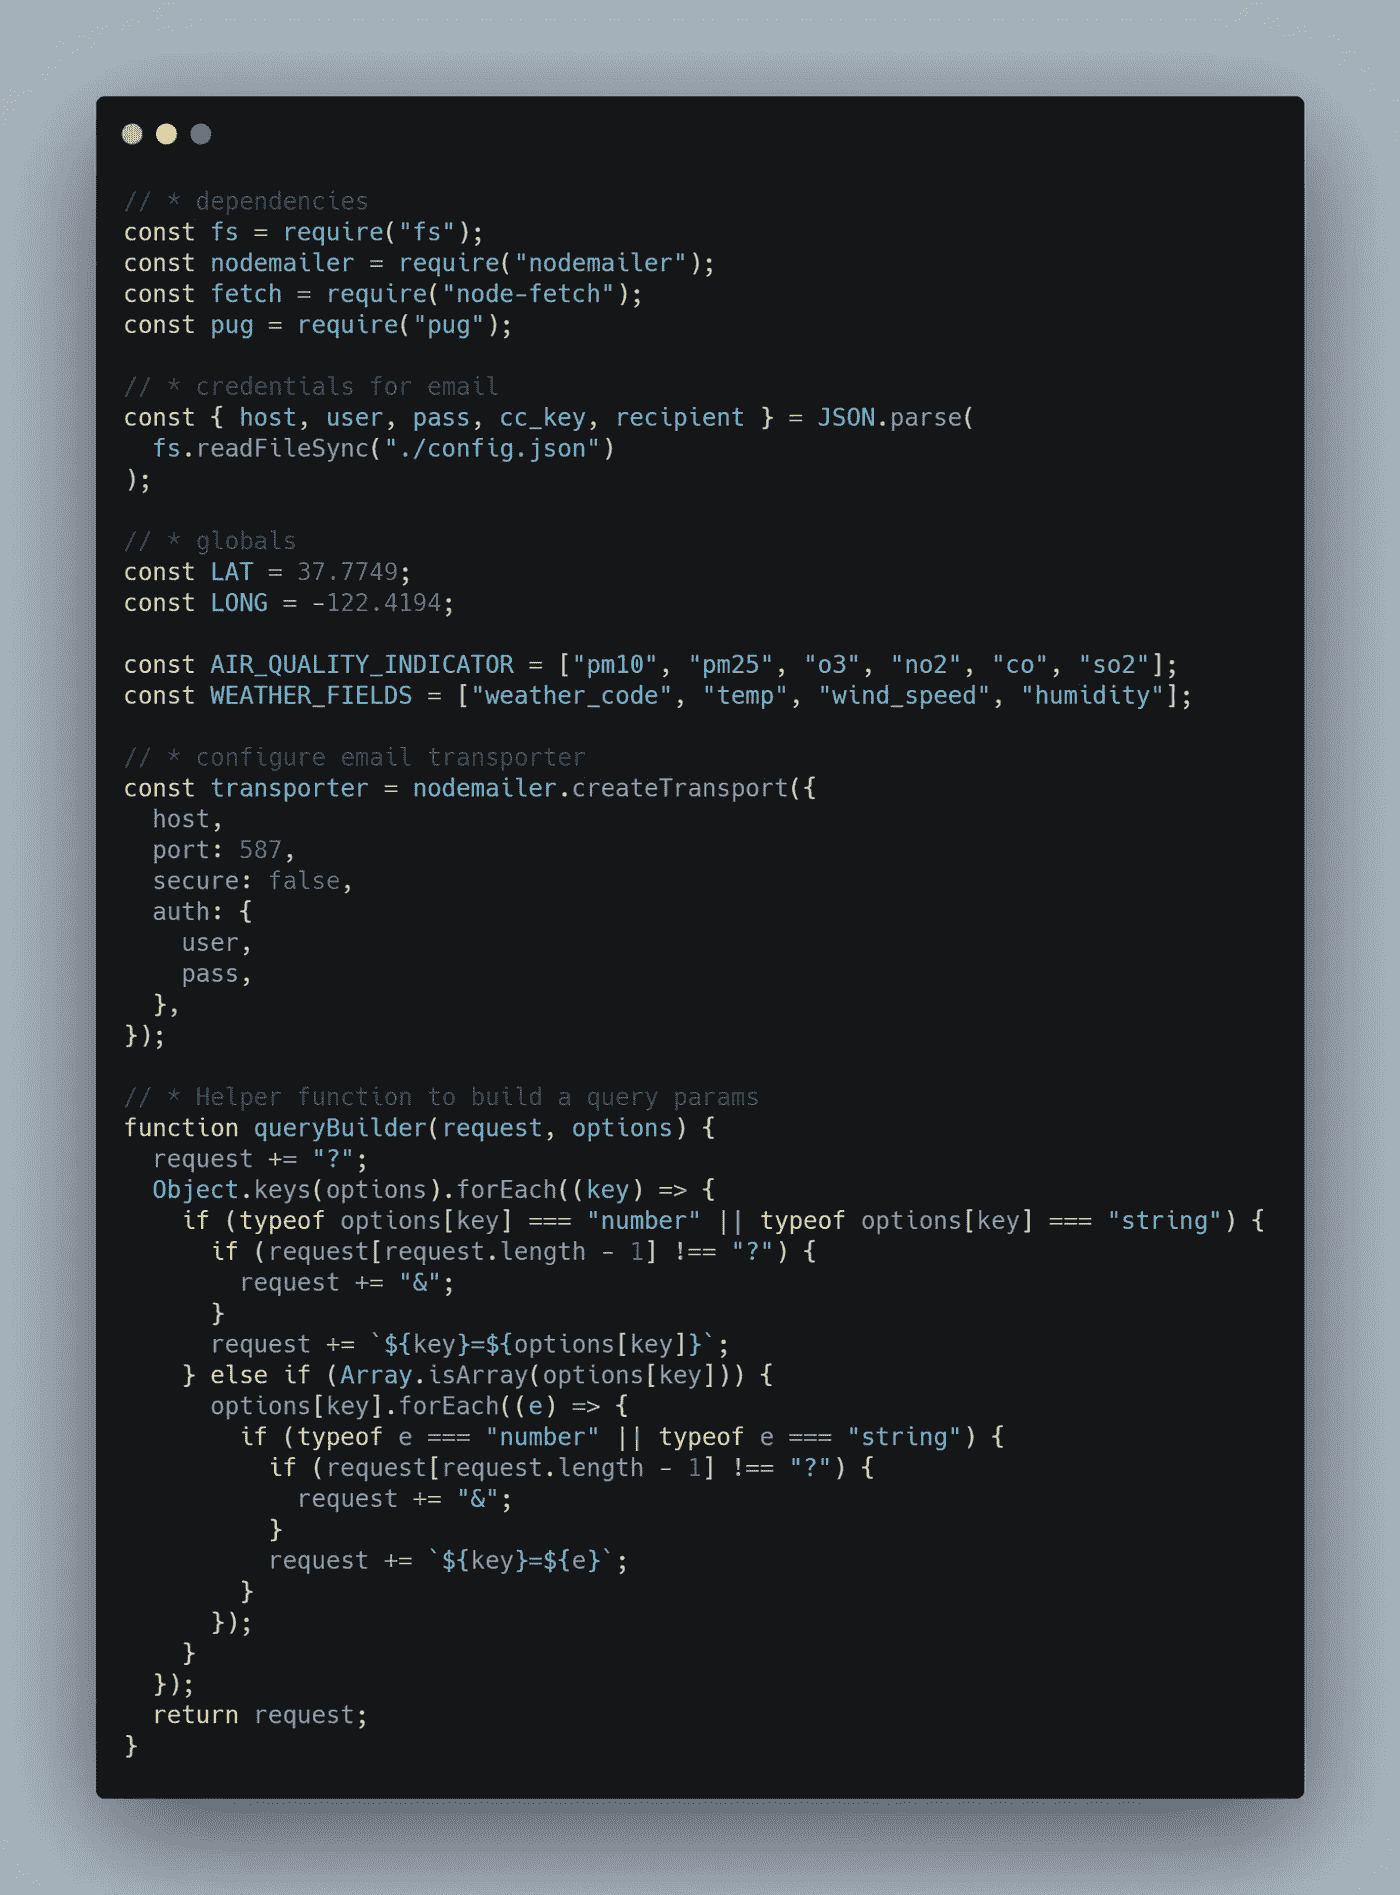 // * dependencies
const fs = require("fs");
const nodemailer = require("nodemailer");
const fetch = require("node-fetch");
const pug = require("pug");

// * credentials for email
const { host, user, pass, cc_key, recipient } = JSON.parse(
  fs.readFileSync("./config.json")
);

// * globals
const LAT = 37.7749;
const LONG = -122.4194;

const AIR_QUALITY_INDICATOR = ["pm10", "pm25", "o3", "no2", "co", "so2"];
const WEATHER_FIELDS = ["weather_code", "temp", "wind_speed", "humidity"];

// * configure email transporter
const transporter = nodemailer.createTransport({
  host,
  port: 587,
  secure: false,
  auth: {
    user,
    pass,
  },
});

// * Helper function to build a query params
function queryBuilder(request, options) {
  request += "?";
  Object.keys(options).forEach((key) => {
    if (typeof options[key] === "number" || typeof options[key] === "string") {
      if (request[request.length - 1] !== "?") {
        request += "&";
      }
      request += `${key}=${options[key]}`;
    } else if (Array.isArray(options[key])) {
      options[key].forEach((e) => {
        if (typeof e === "number" || typeof e === "string") {
          if (request[request.length - 1] !== "?") {
            request += "&";
          }
          request += `${key}=${e}`;
        }
      });
    }
  });
  return request;
}